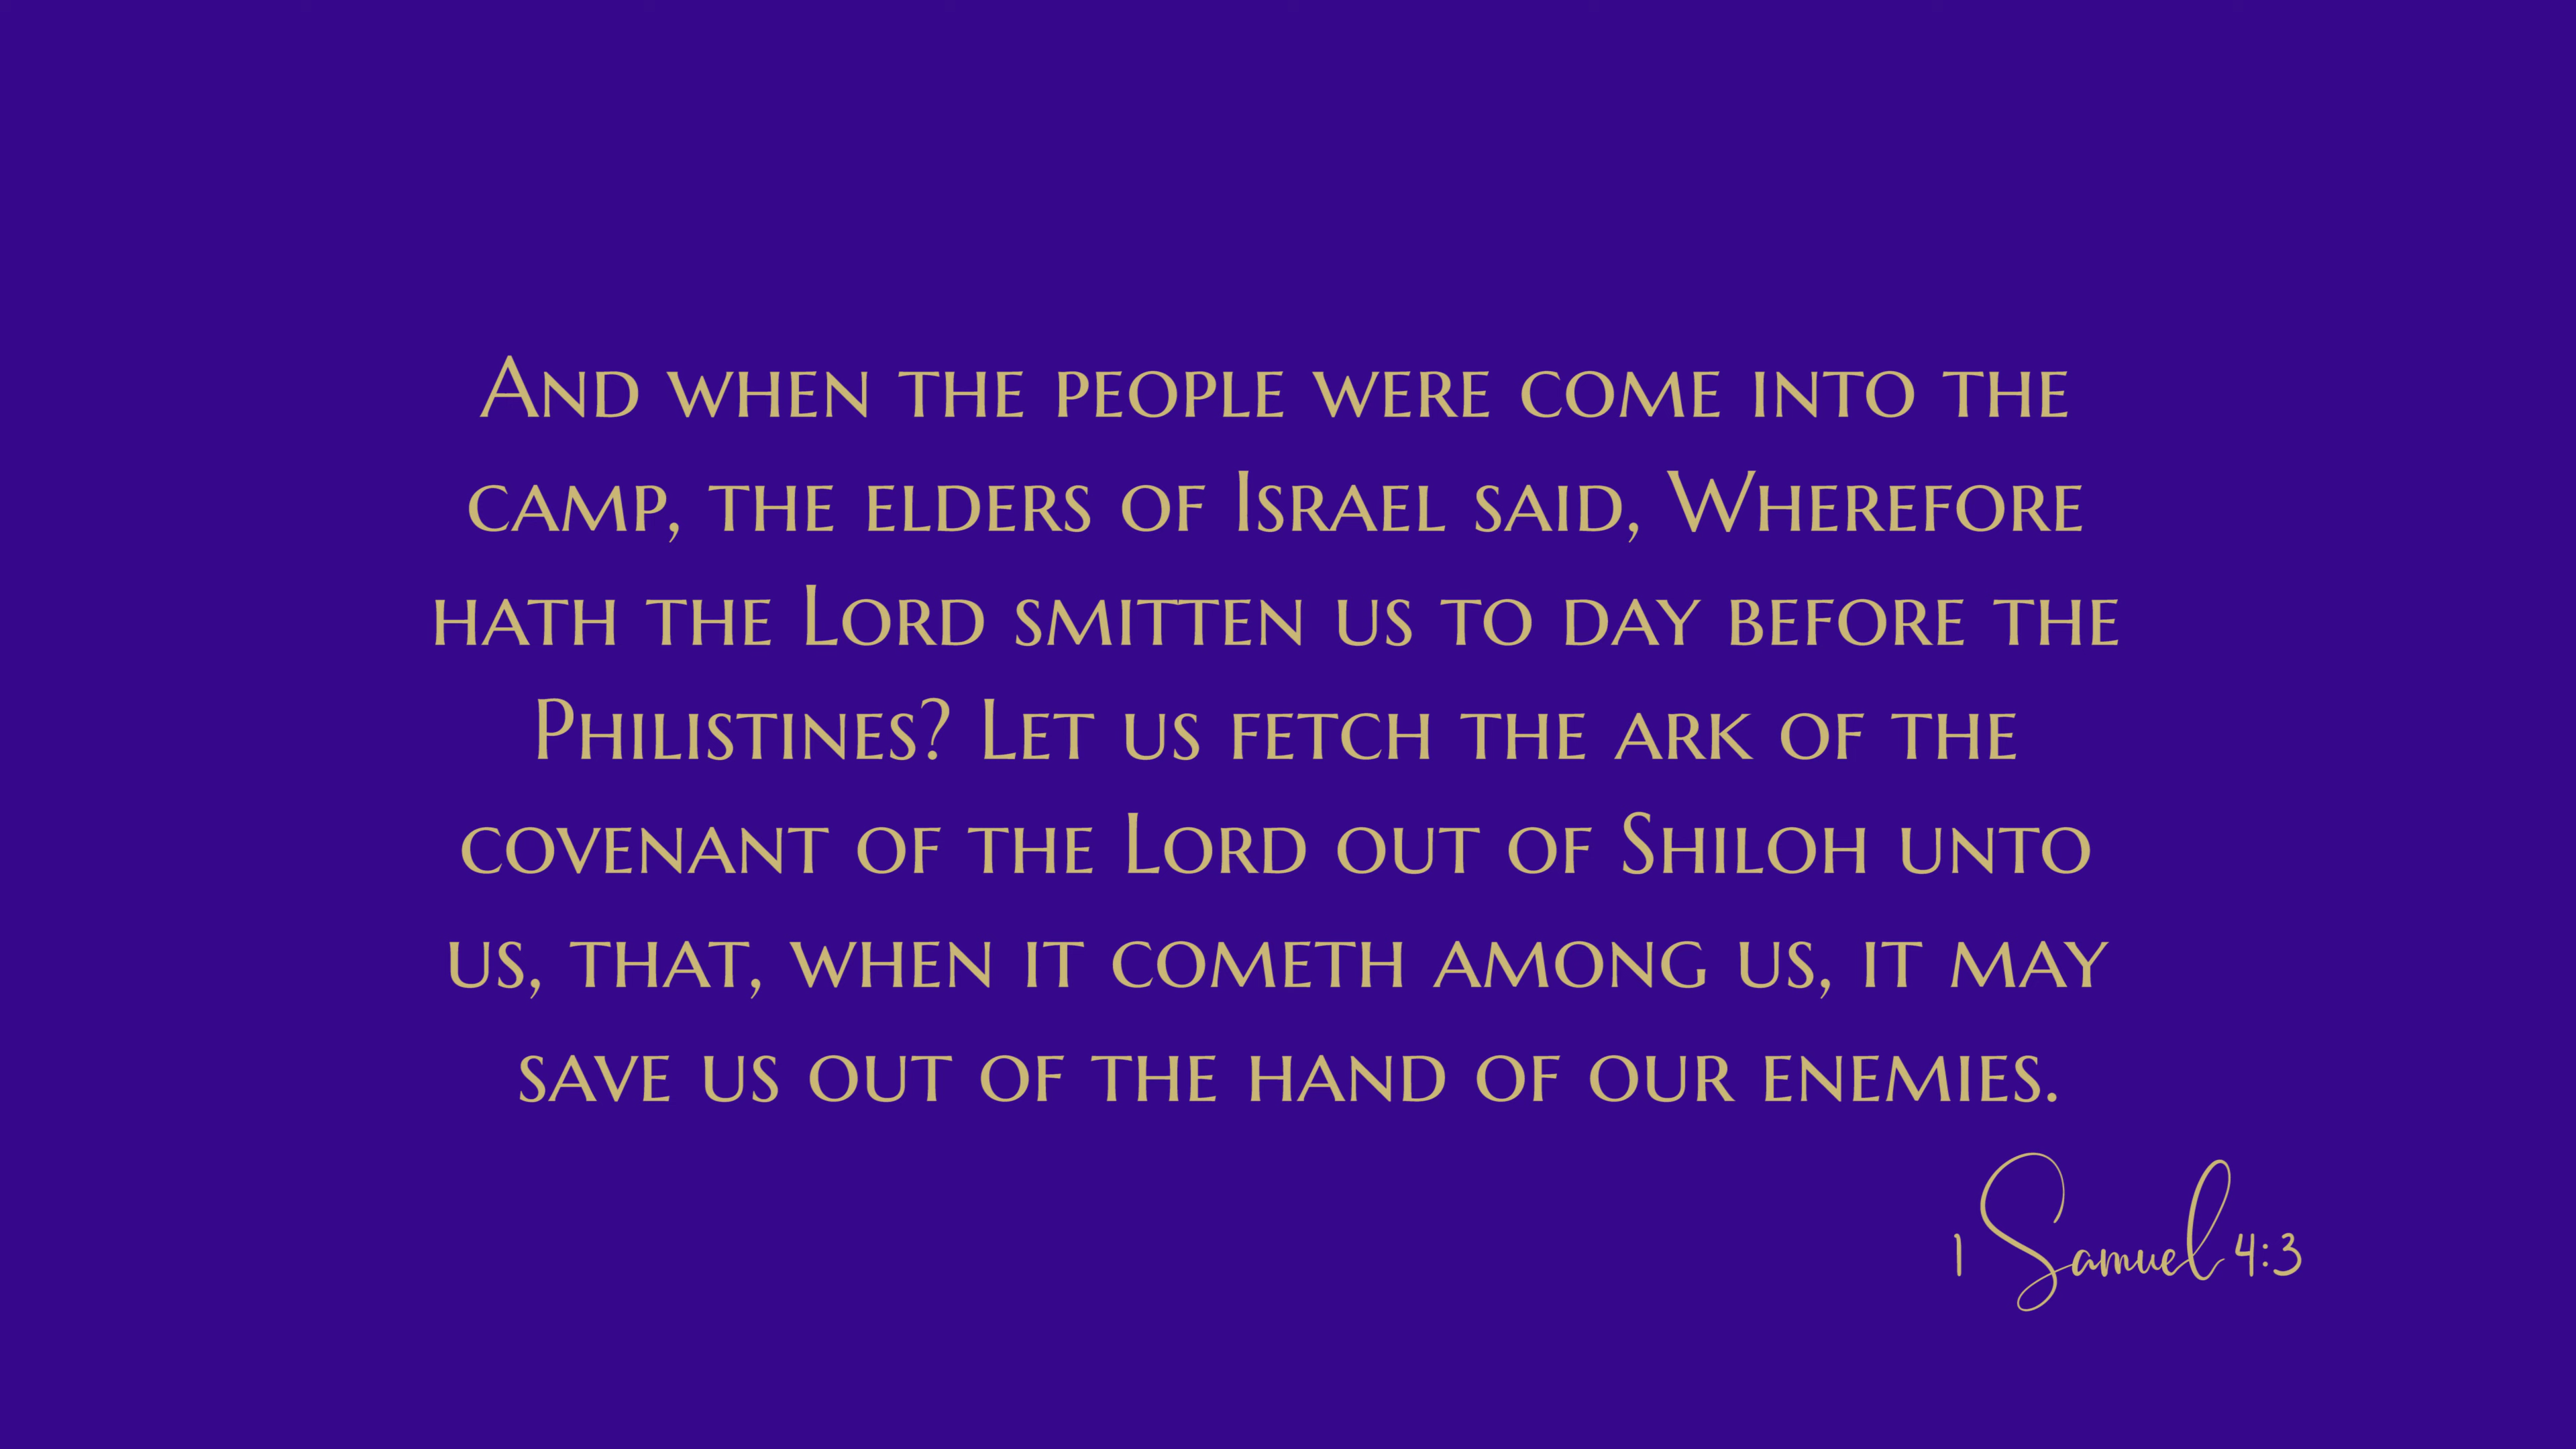 And when the people were come into the
camp, the elders of Israel said, Wherefore
hath the Lord smitten us to day before the
Philistines? Let us fetch the ark of the
covenant of the Lord out of Shiloh unto
us, that, when it cometh among us, it may
save us out of the hand of our enemies.
1 Samuel 4:3